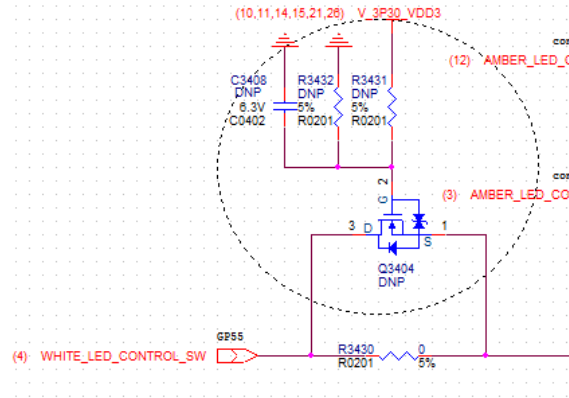 (10,11,14,15,21,26) V_3P30_VDD3
(12) AMBER_LED_C
C3408
DNP
6.3V
C0402
R3432
DNP
5%
R0201
R3431
DNP
5%
R0201
2
G
(3) AMBER_LED_CO
3 D
S 1
Q3404
DNP
GP55
(4) WHITE_LED_CONTROL_SW
R3430 0
R0201 5%